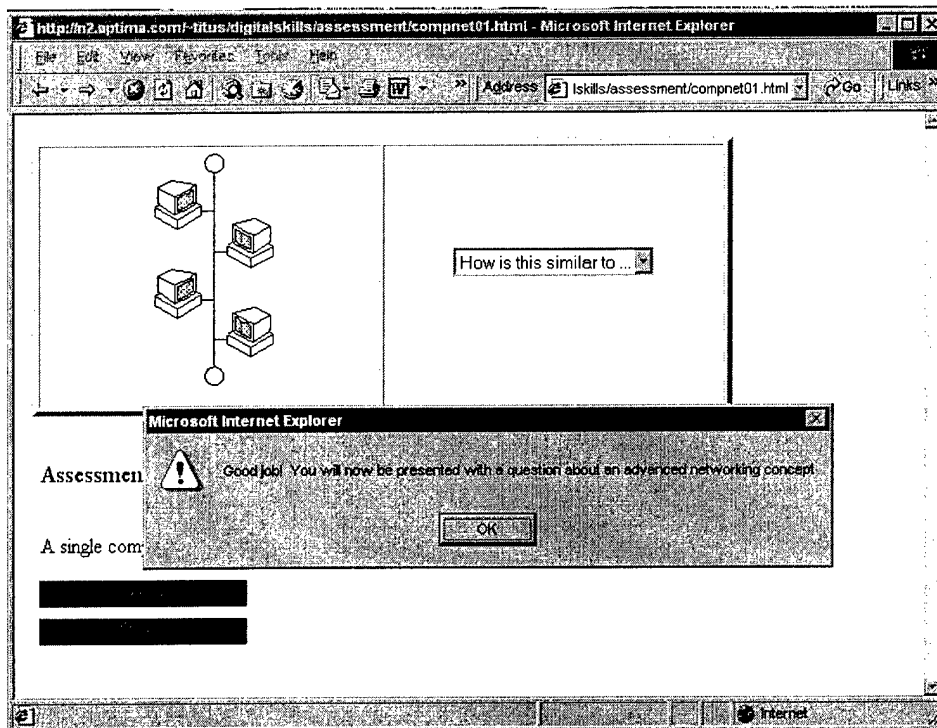 http://n2.aptima.com/~titus/digitalskills/assessment/compnet01.html - Microsoft Internet Explorer
File Edit View Favorites Tools Help
Address lskills/assessment/compnet01.html Go Links »
How is this similar to ...
Microsoft Internet Explorer
Good job! You will now be presented with a question about an advanced networking concept
OK
Assessmen
A single com
Internet